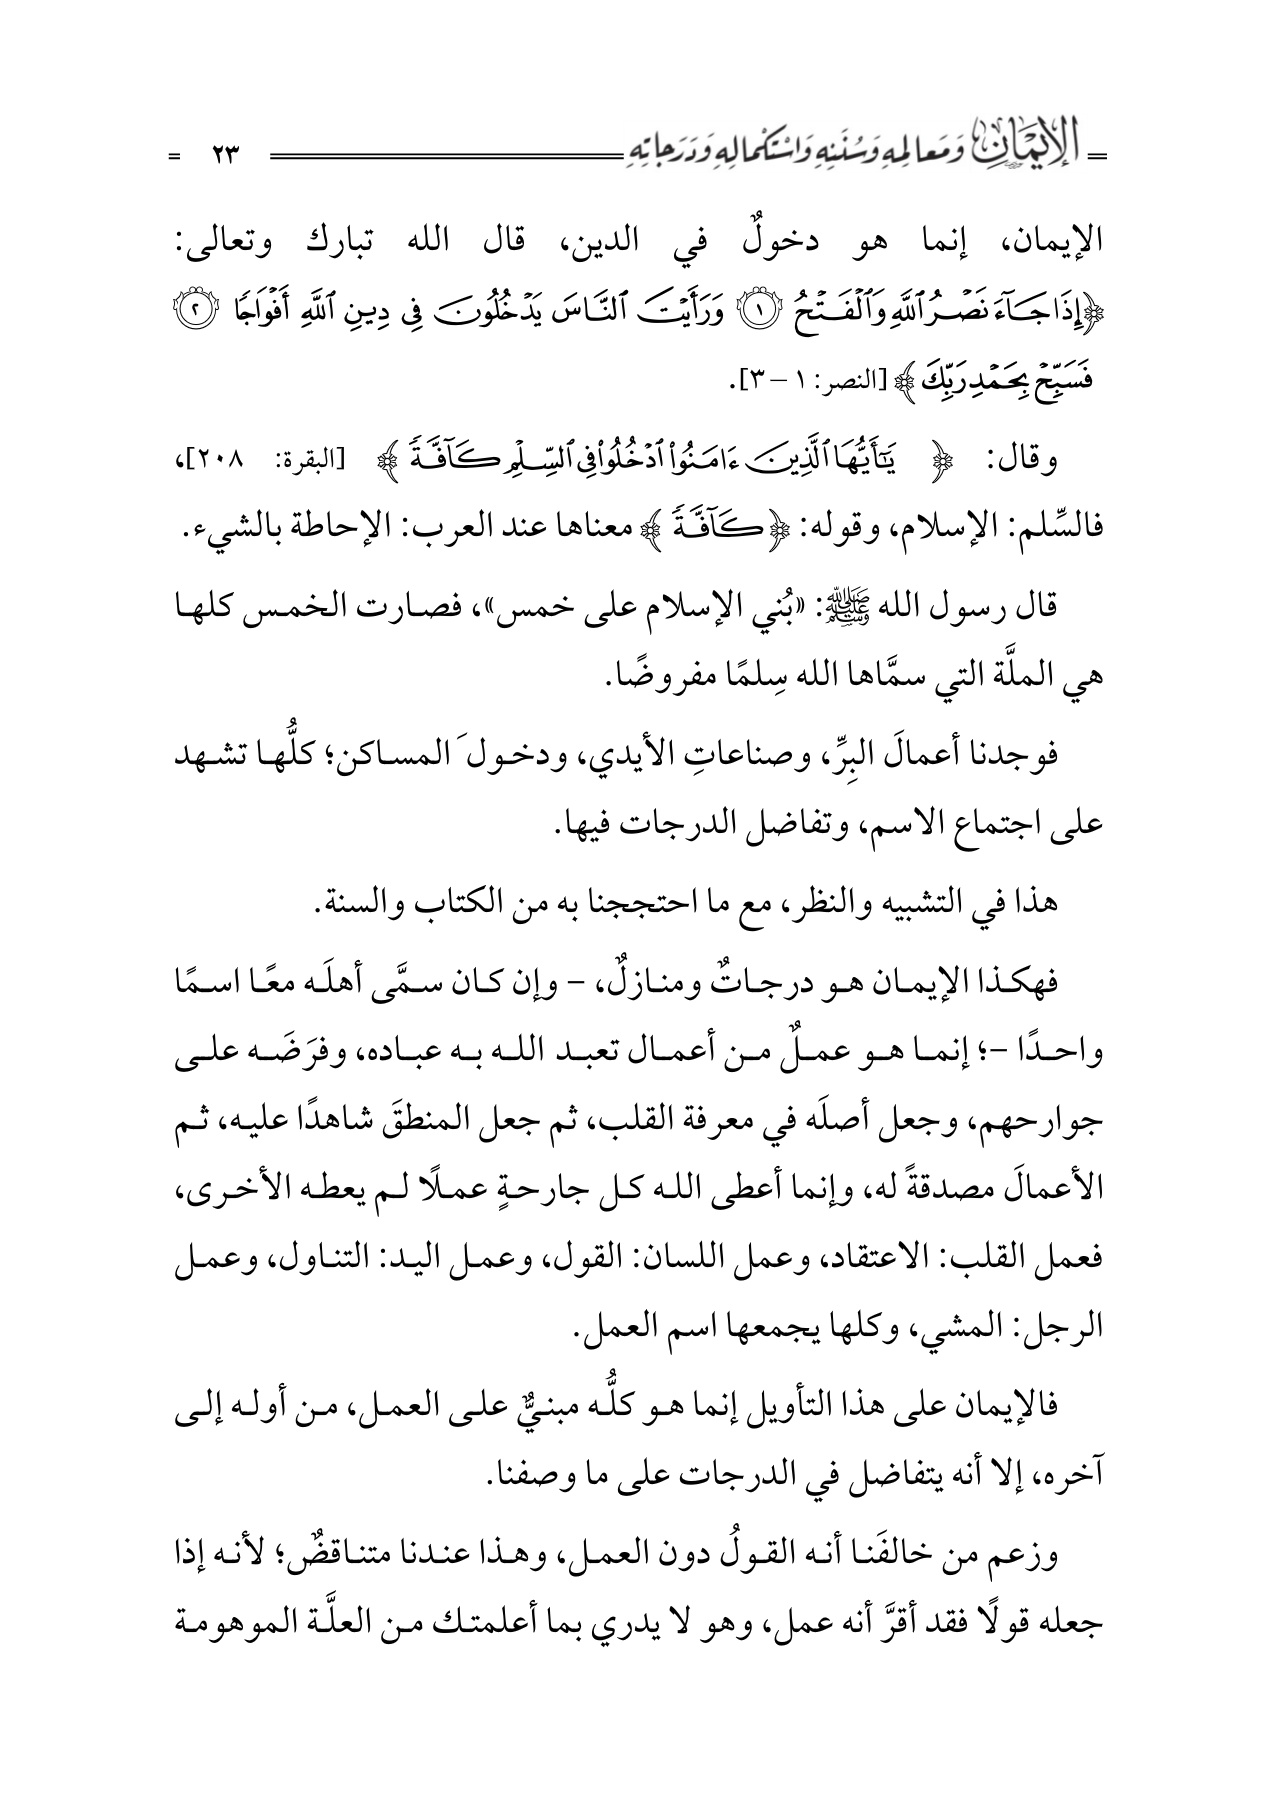 الإيمَانِ وَمَعالِمِهِ وَسُنَنِهِ وَاسْتكْمالِهِ وَدَرَجاتِهِ ٢٣
الإيمان، إنما هو دخولٌ في الدين، قال الله تبارك وتعالى:
﴿إِذَا جَآءَ نَصۡرُ ٱللَّهِ وَٱلۡفَتۡحُ ١ وَرَأَيۡتَ ٱلنَّاسَ يَدۡخُلُونَ فِي دِينِ ٱللَّهِ أَفۡوَاجٗا ٢
فَسَبِّحۡ بِحَمۡدِ رَبِّكَ﴾ [النصر: ١ – ٣].
وقال: ﴿ يَٰٓأَيُّهَا ٱلَّذِينَ ءَامَنُواْ ٱدۡخُلُواْ فِي ٱلسِّلۡمِ كَآفَّةٗ ﴾ [البقرة: ٢٠٨]،
فالسِّلم: الإسلام، وقوله: ﴿كَآفَّةٗ ﴾ معناها عند العرب: الإحاطة بالشيء.
قال رسول الله ﷺ: «بُني الإسلام على خمس»، فصارت الخمس كلها
هي الملَّة التي سمَّاها الله سِلمًا مفروضًا.
فوجدنا أعمالَ البِرِّ، وصناعاتِ الأيدي، ودخولَ المساكن؛ كلُّها تشهد
على اجتماع الاسم، وتفاضل الدرجات فيها.
هذا في التشبيه والنظر، مع ما احتججنا به من الكتاب والسنة.
فهكذا الإيمان هو درجاتٌ ومنازلٌ، – وإن كان سمَّى أهلَه معًا اسمًا
واحدًا –؛ إنما هو عملٌ من أعمال تعبد الله به عباده، وفرَضَه على
جوارحهم، وجعل أصلَه في معرفة القلب، ثم جعل المنطقَ شاهدًا عليه، ثم
الأعمالَ مصدقةً له، وإنما أعطى الله كل جارحةٍ عملًا لم يعطه الأخرى،
فعمل القلب: الاعتقاد، وعمل اللسان: القول، وعمل اليد: التناول، وعمل
الرجل: المشي، وكلها يجمعها اسم العمل.
فالإيمان على هذا التأويل إنما هو كلُّه مبنيٌّ على العمل، من أوله إلى
آخره، إلا أنه يتفاضل في الدرجات على ما وصفنا.
وزعم من خالفَنا أنه القولُ دون العمل، وهذا عندنا متناقضٌ؛ لأنه إذا
جعله قولًا فقد أقرَّ أنه عمل، وهو لا يدري بما أعلمتك من العلَّة الموهومة